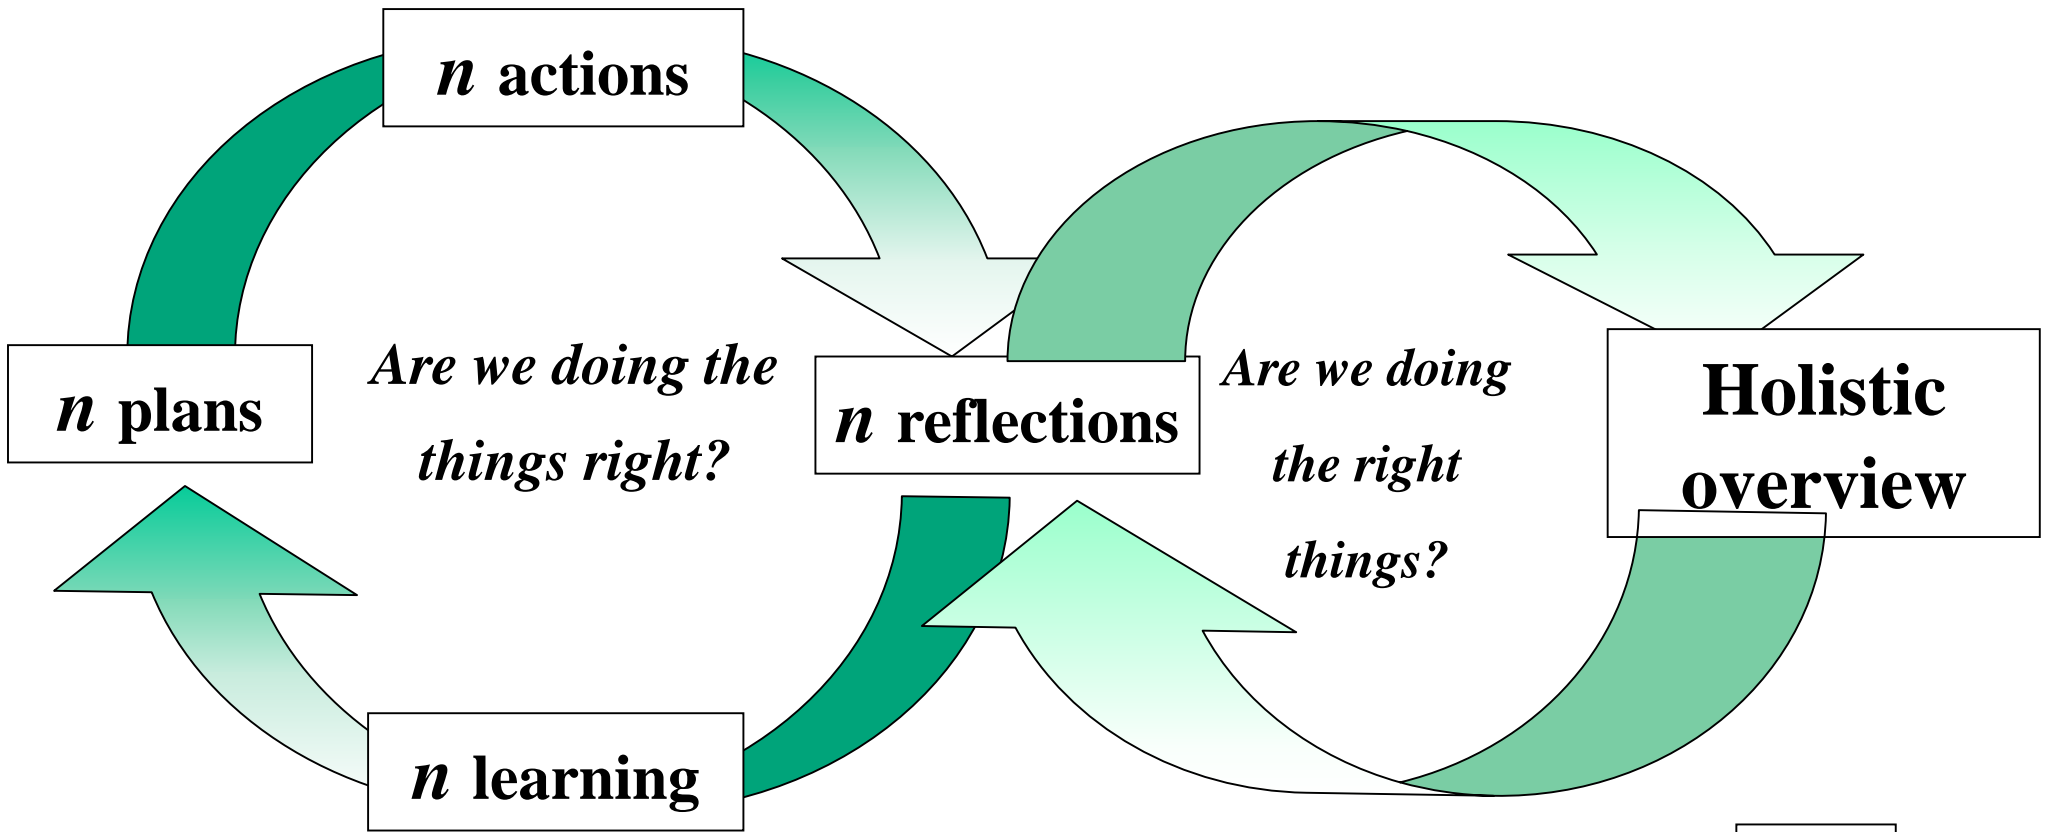 n actions
n plans
Are we doing the
things right?
n reflections
Are we doing
the right
things?
Holistic
overview
n learning